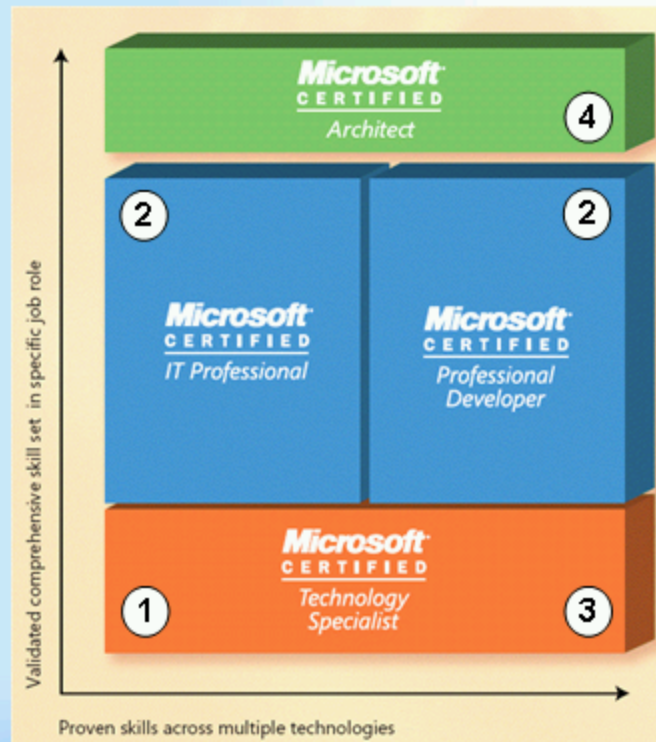 Microsoft
CERTIFIED
Architect
4
2
2
Microsoft
CERTIFIED
IT Professional
Microsoft
CERTIFIED
Professional
Developer
Microsoft
CERTIFIED
Technology
Specialist
1
3
Validated comprehensive skill set in specific job role
Proven skills across multiple technologies